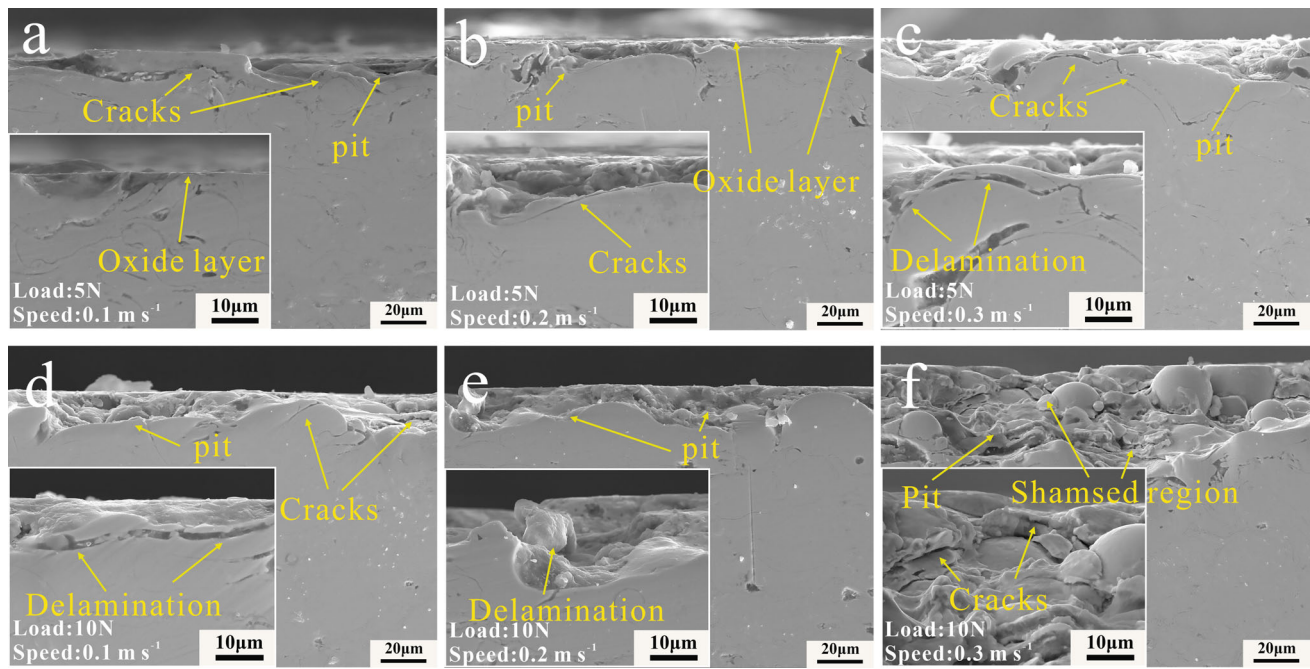 a
Cracks
pit
Oxide layer
Load:5N
Speed:0.1 m s⁻¹
10μm
20μm
b
pit
Oxide layer
Cracks
Load:5N
Speed:0.2 m s⁻¹
10μm
20μm
c
Cracks
pit
Delamination
Load:5N
Speed:0.3 m s⁻¹
10μm
20μm
d
pit
Cracks
Delamination
Load:10N
Speed:0.1 m s⁻¹
10μm
20μm
e
pit
Delamination
Load:10N
Speed:0.2 m s⁻¹
10μm
20μm
f
Pit
Shamsed region
Cracks
Load:10N
Speed:0.3 m s⁻¹
10μm
20μm